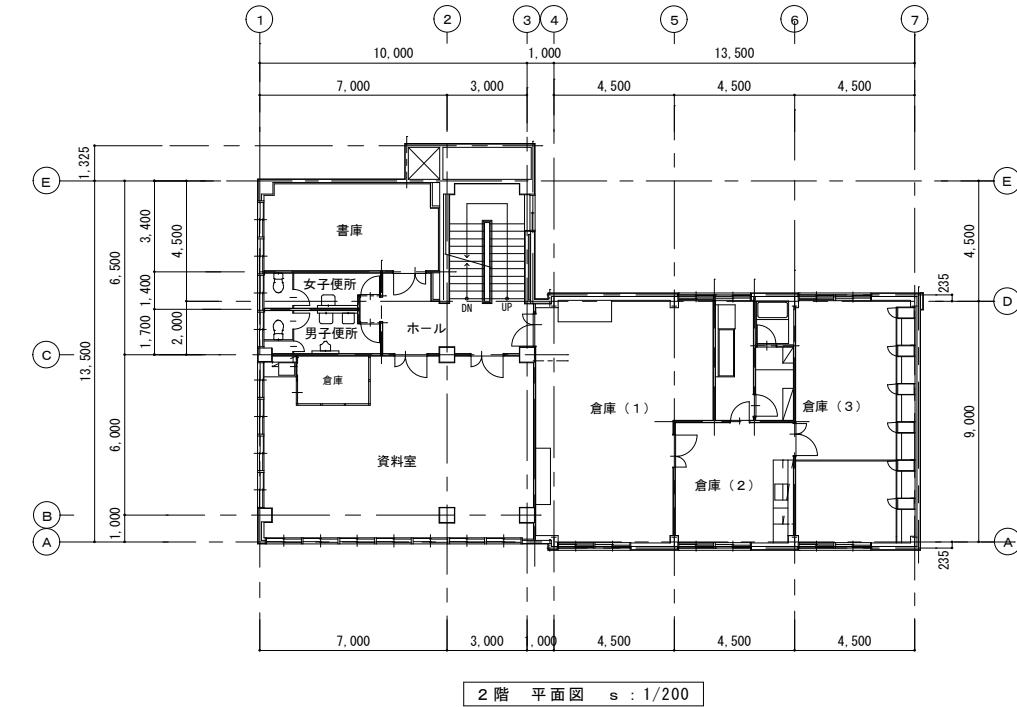 1 2 3 4 5 6 7
10,000 1,000 13,500
7,000 3,000 4,500 4,500 4,500
1,325
E E
3,400 4,500 6,500 4,500
書庫
女子便所
1,400
235
DN UP
D
男子便所 ホール
1,700 2,000
C
13,500
倉庫
倉庫(1) 倉庫(3)
9,000
6,000
資料室
倉庫(2)
B
1,000
A A
235
7,000 3,000 1,000 4,500 4,500 4,500
2階 平面図 s : 1/200